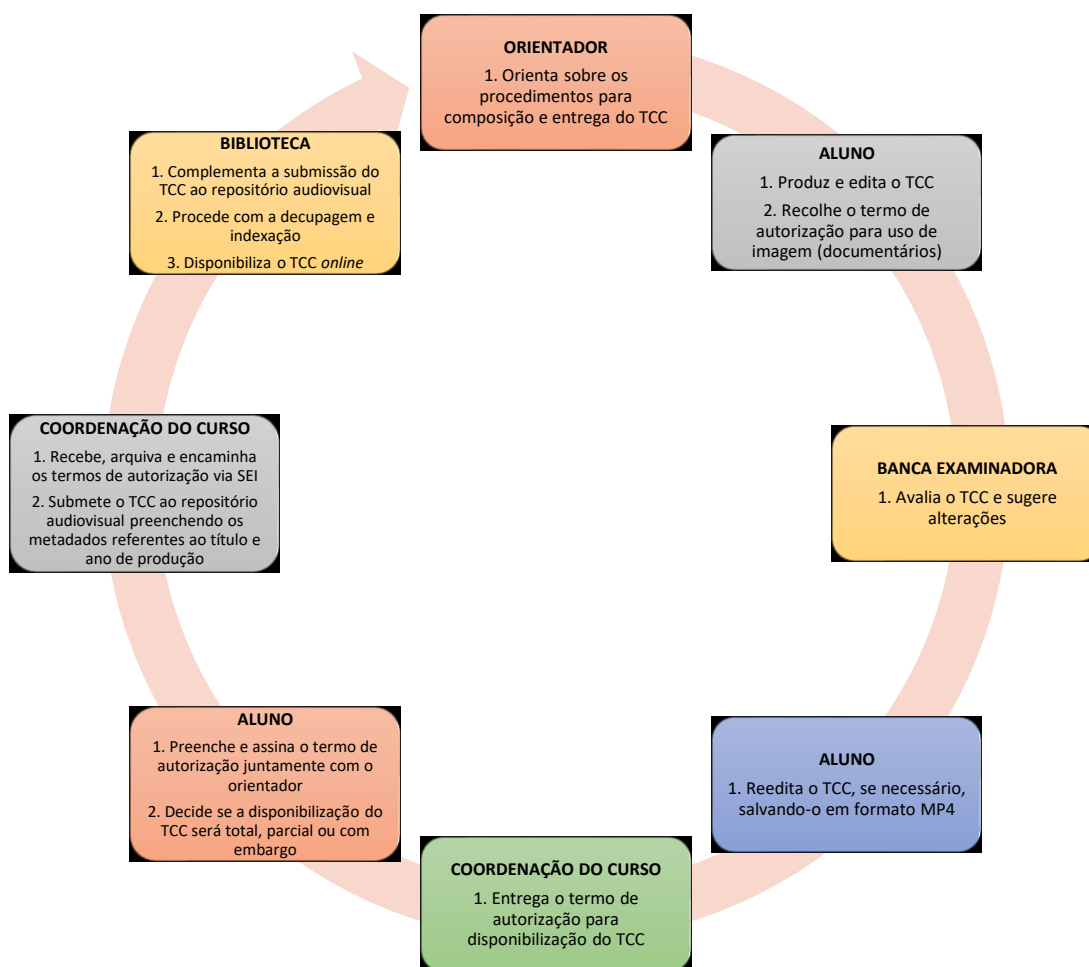 ORIENTADOR
1. Orienta sobre os
procedimentos para
composição e entrega do TCC
ALUNO
1. Produz e edita o TCC
2. Recolhe o termo de
autorização para uso de
imagem (documentários)
BANCA EXAMINADORA
1. Avalia o TCC e sugere
alterações
ALUNO
1. Reedita o TCC, se necessário,
salvando-o em formato MP4
COORDENAÇÃO DO CURSO
1. Entrega o termo de
autorização para
disponibilização do TCC
ALUNO
1. Preenche e assina o termo de
autorização juntamente com o
orientador
2. Decide se a disponibilização do
TCC será total, parcial ou com
embargo
COORDENAÇÃO DO CURSO
1. Recebe, arquiva e encaminha
os termos de autorização via SEI
2. Submete o TCC ao repositório
audiovisual preenchendo os
metadados referentes ao título e
ano de produção
BIBLIOTECA
1. Complementa a submissão do
TCC ao repositório audiovisual
2. Procede com a decupagem e
indexação
3. Disponibiliza o TCC online